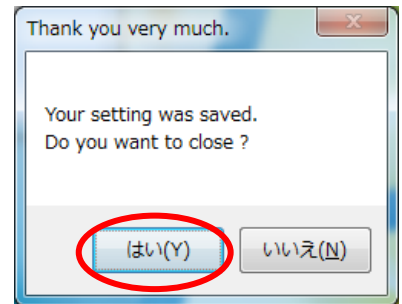 Thank you very much.
Your setting was saved.
Do you want to close ?
はい(Y)
いいえ(N)